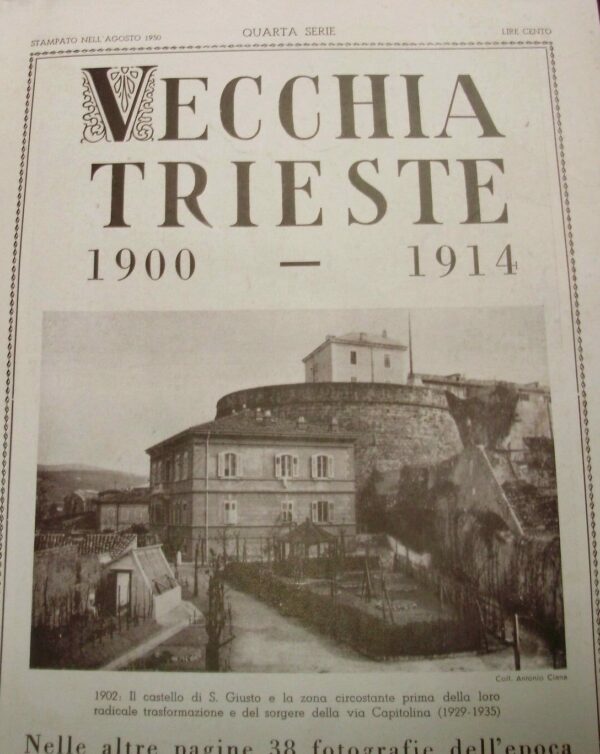 STAMPATO NELL'AGOSTO 1950 QUARTA SERIE LIRE CENTO
VECCHIA
TRIESTE
1900 — 1914
Coll. Antonio Ciana
1902: Il castello di S. Giusto e la zona circostante prima della loro
radicale trasformazione e del sorgere della via Capitolina (1929-1935)
Nelle altre pagine 38 fotografie dell'epoca